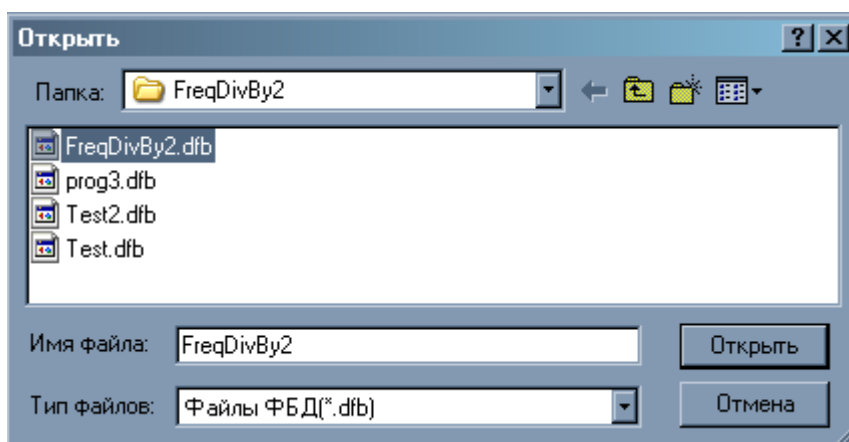 Открыть
Папка: FreqDivBy2
FreqDivBy2.dfb
prog3.dfb
Test2.dfb
Test.dfb
Имя файла: FreqDivBy2 Открыть
Тип файлов: Файлы ФБД(*.dfb) Отмена